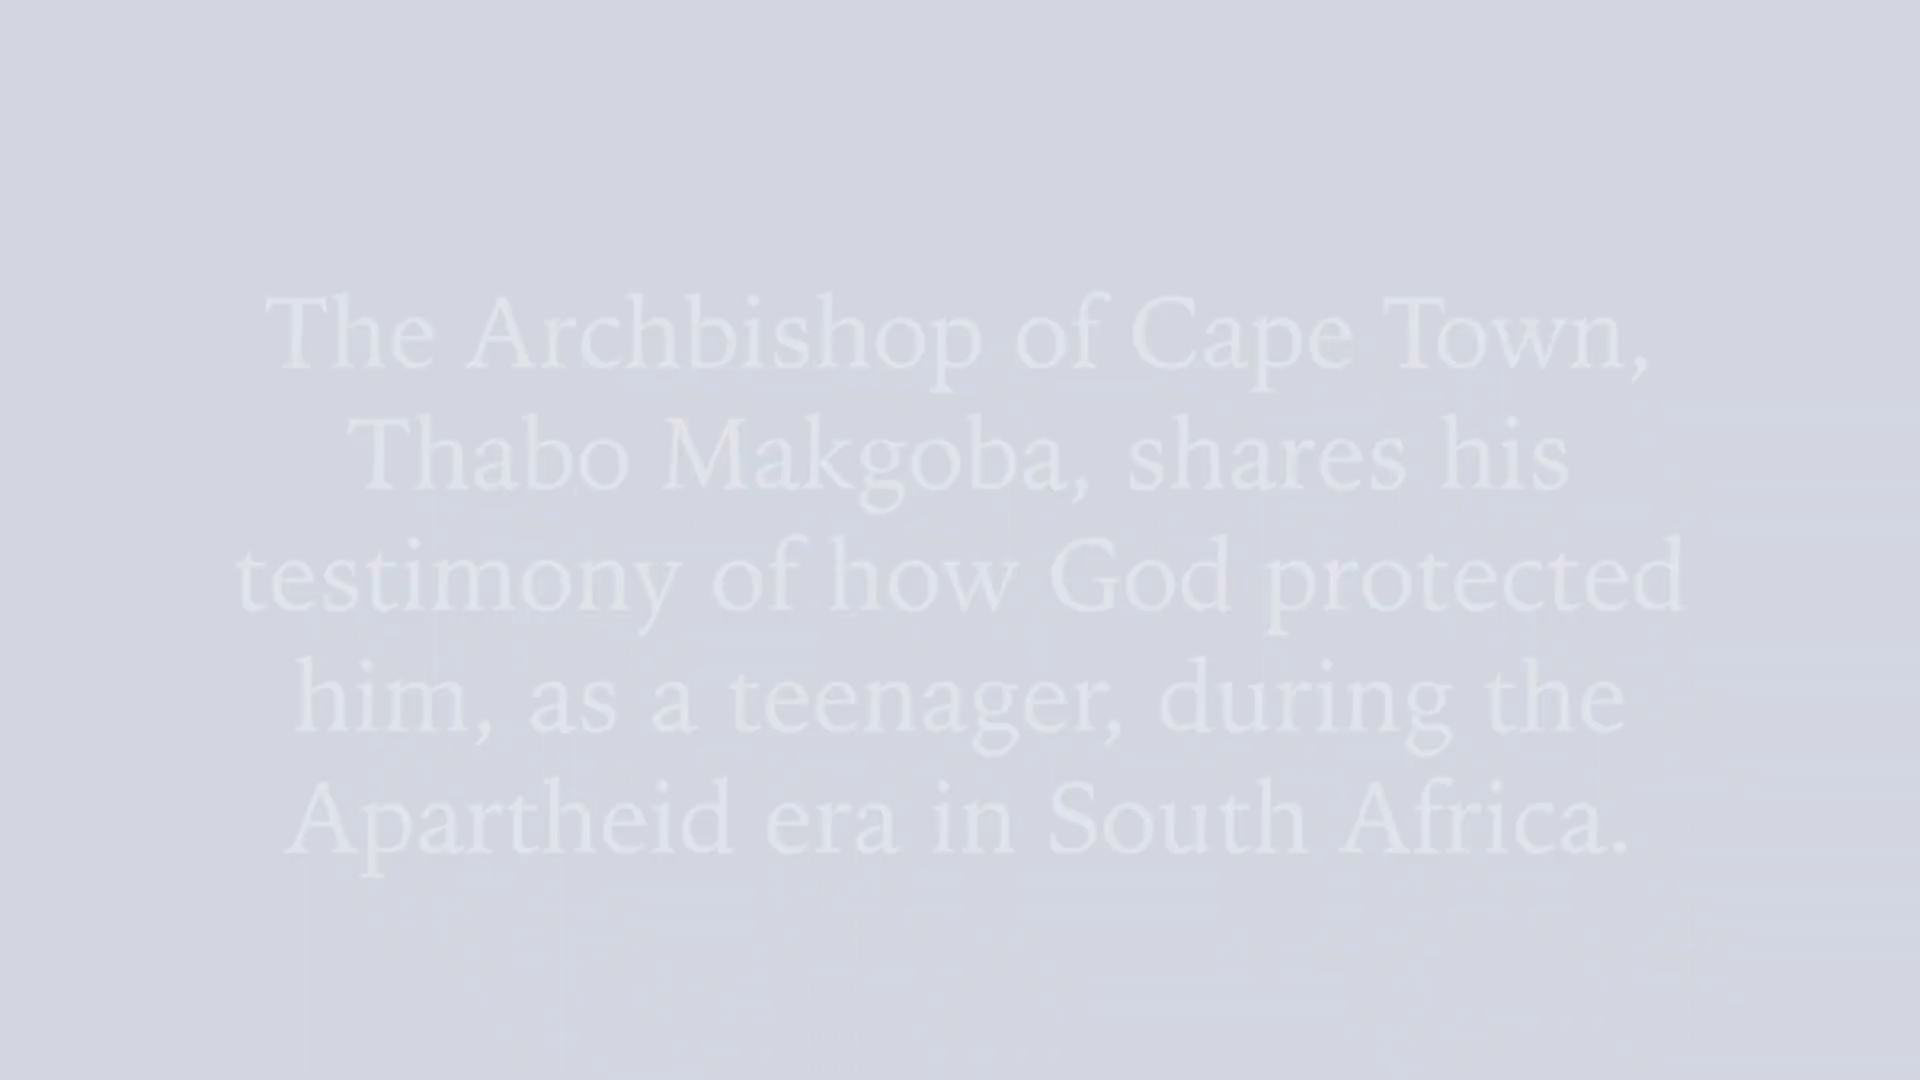 The Archbishop of Cape Town,
Thabo Makgoba, shares his
testimony of how God protected
him, as a teenager, during the
Apartheid era in South Africa.